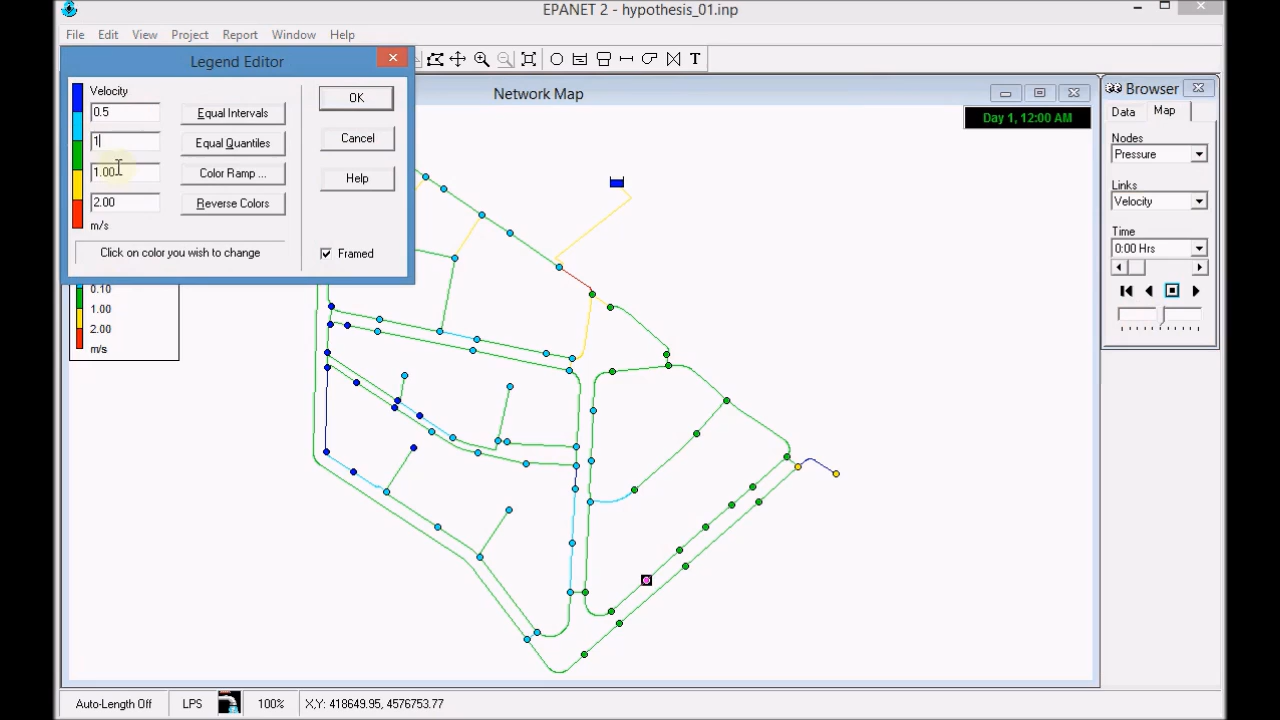 EPANET 2 - hypothesis_01.inp
File Edit View Project Report Window Help
T
Legend Editor
Velocity
0.5
1
1.00
2.00
m/s
Equal Intervals
Equal Quantiles
Color Ramp ...
Reverse Colors
OK
Cancel
Help
Click on color you wish to change
Framed
0.10
1.00
2.00
m/s
Network Map
Day 1, 12:00 AM
Browser
Data Map
Nodes
Pressure
Links
Velocity
Time
0:00 Hrs
Auto-Length Off LPS 100% X,Y: 418649.95, 4576753.77